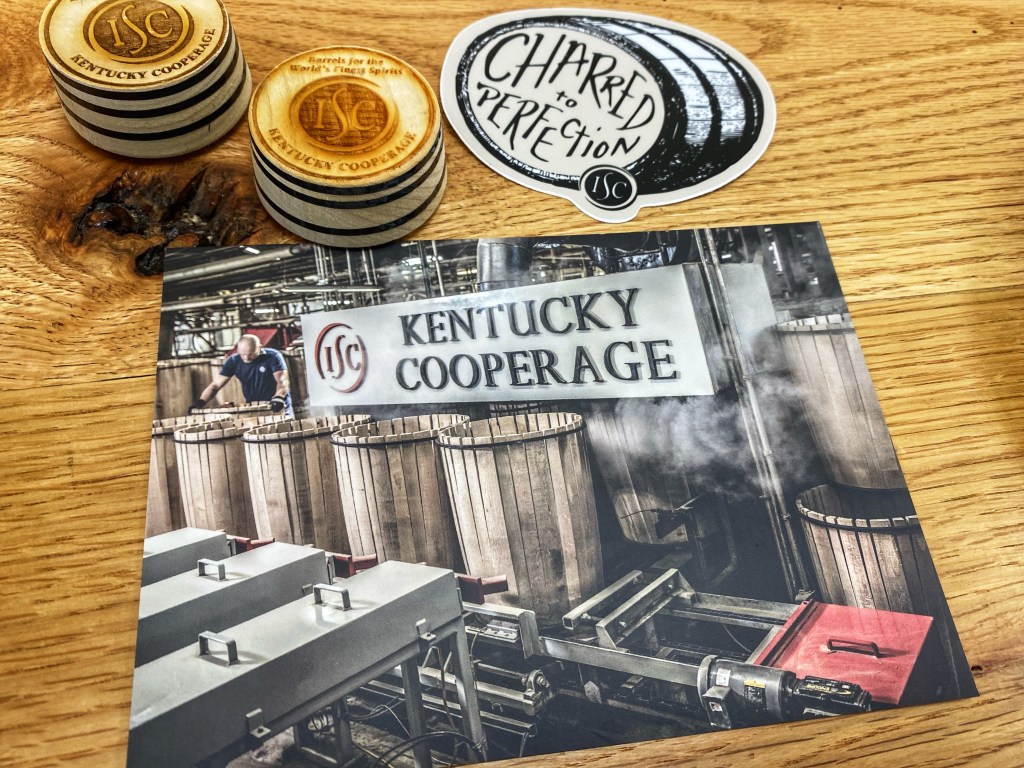 ISC
KENTUCKY COOPERAGE
Barrels for the
World's Finest Spirits
ISC
KENTUCKY COOPERAGE
CHARRED
to
PERFECTION
ISC
ISC
KENTUCKY
COOPERAGE